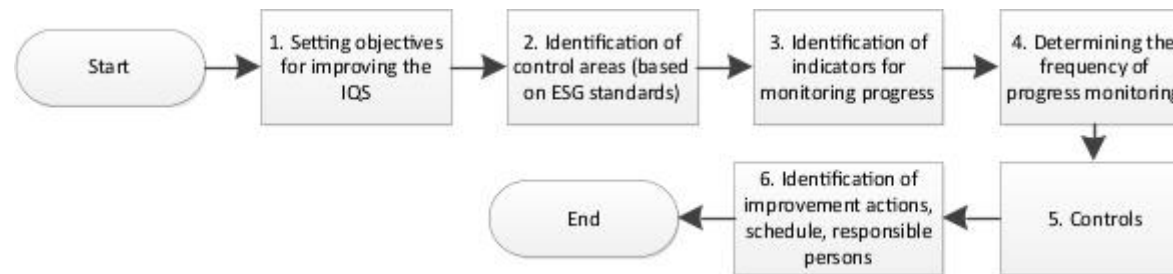 Start
1. Setting objectives
for improving the
IQS
2. Identification of
control areas (based
on ESG standards)
3. Identification of
indicators for
monitoring progress
4. Determining the
frequency of
progress monitoring
5. Controls
6. Identification of
improvement actions,
schedule, responsible
persons
End